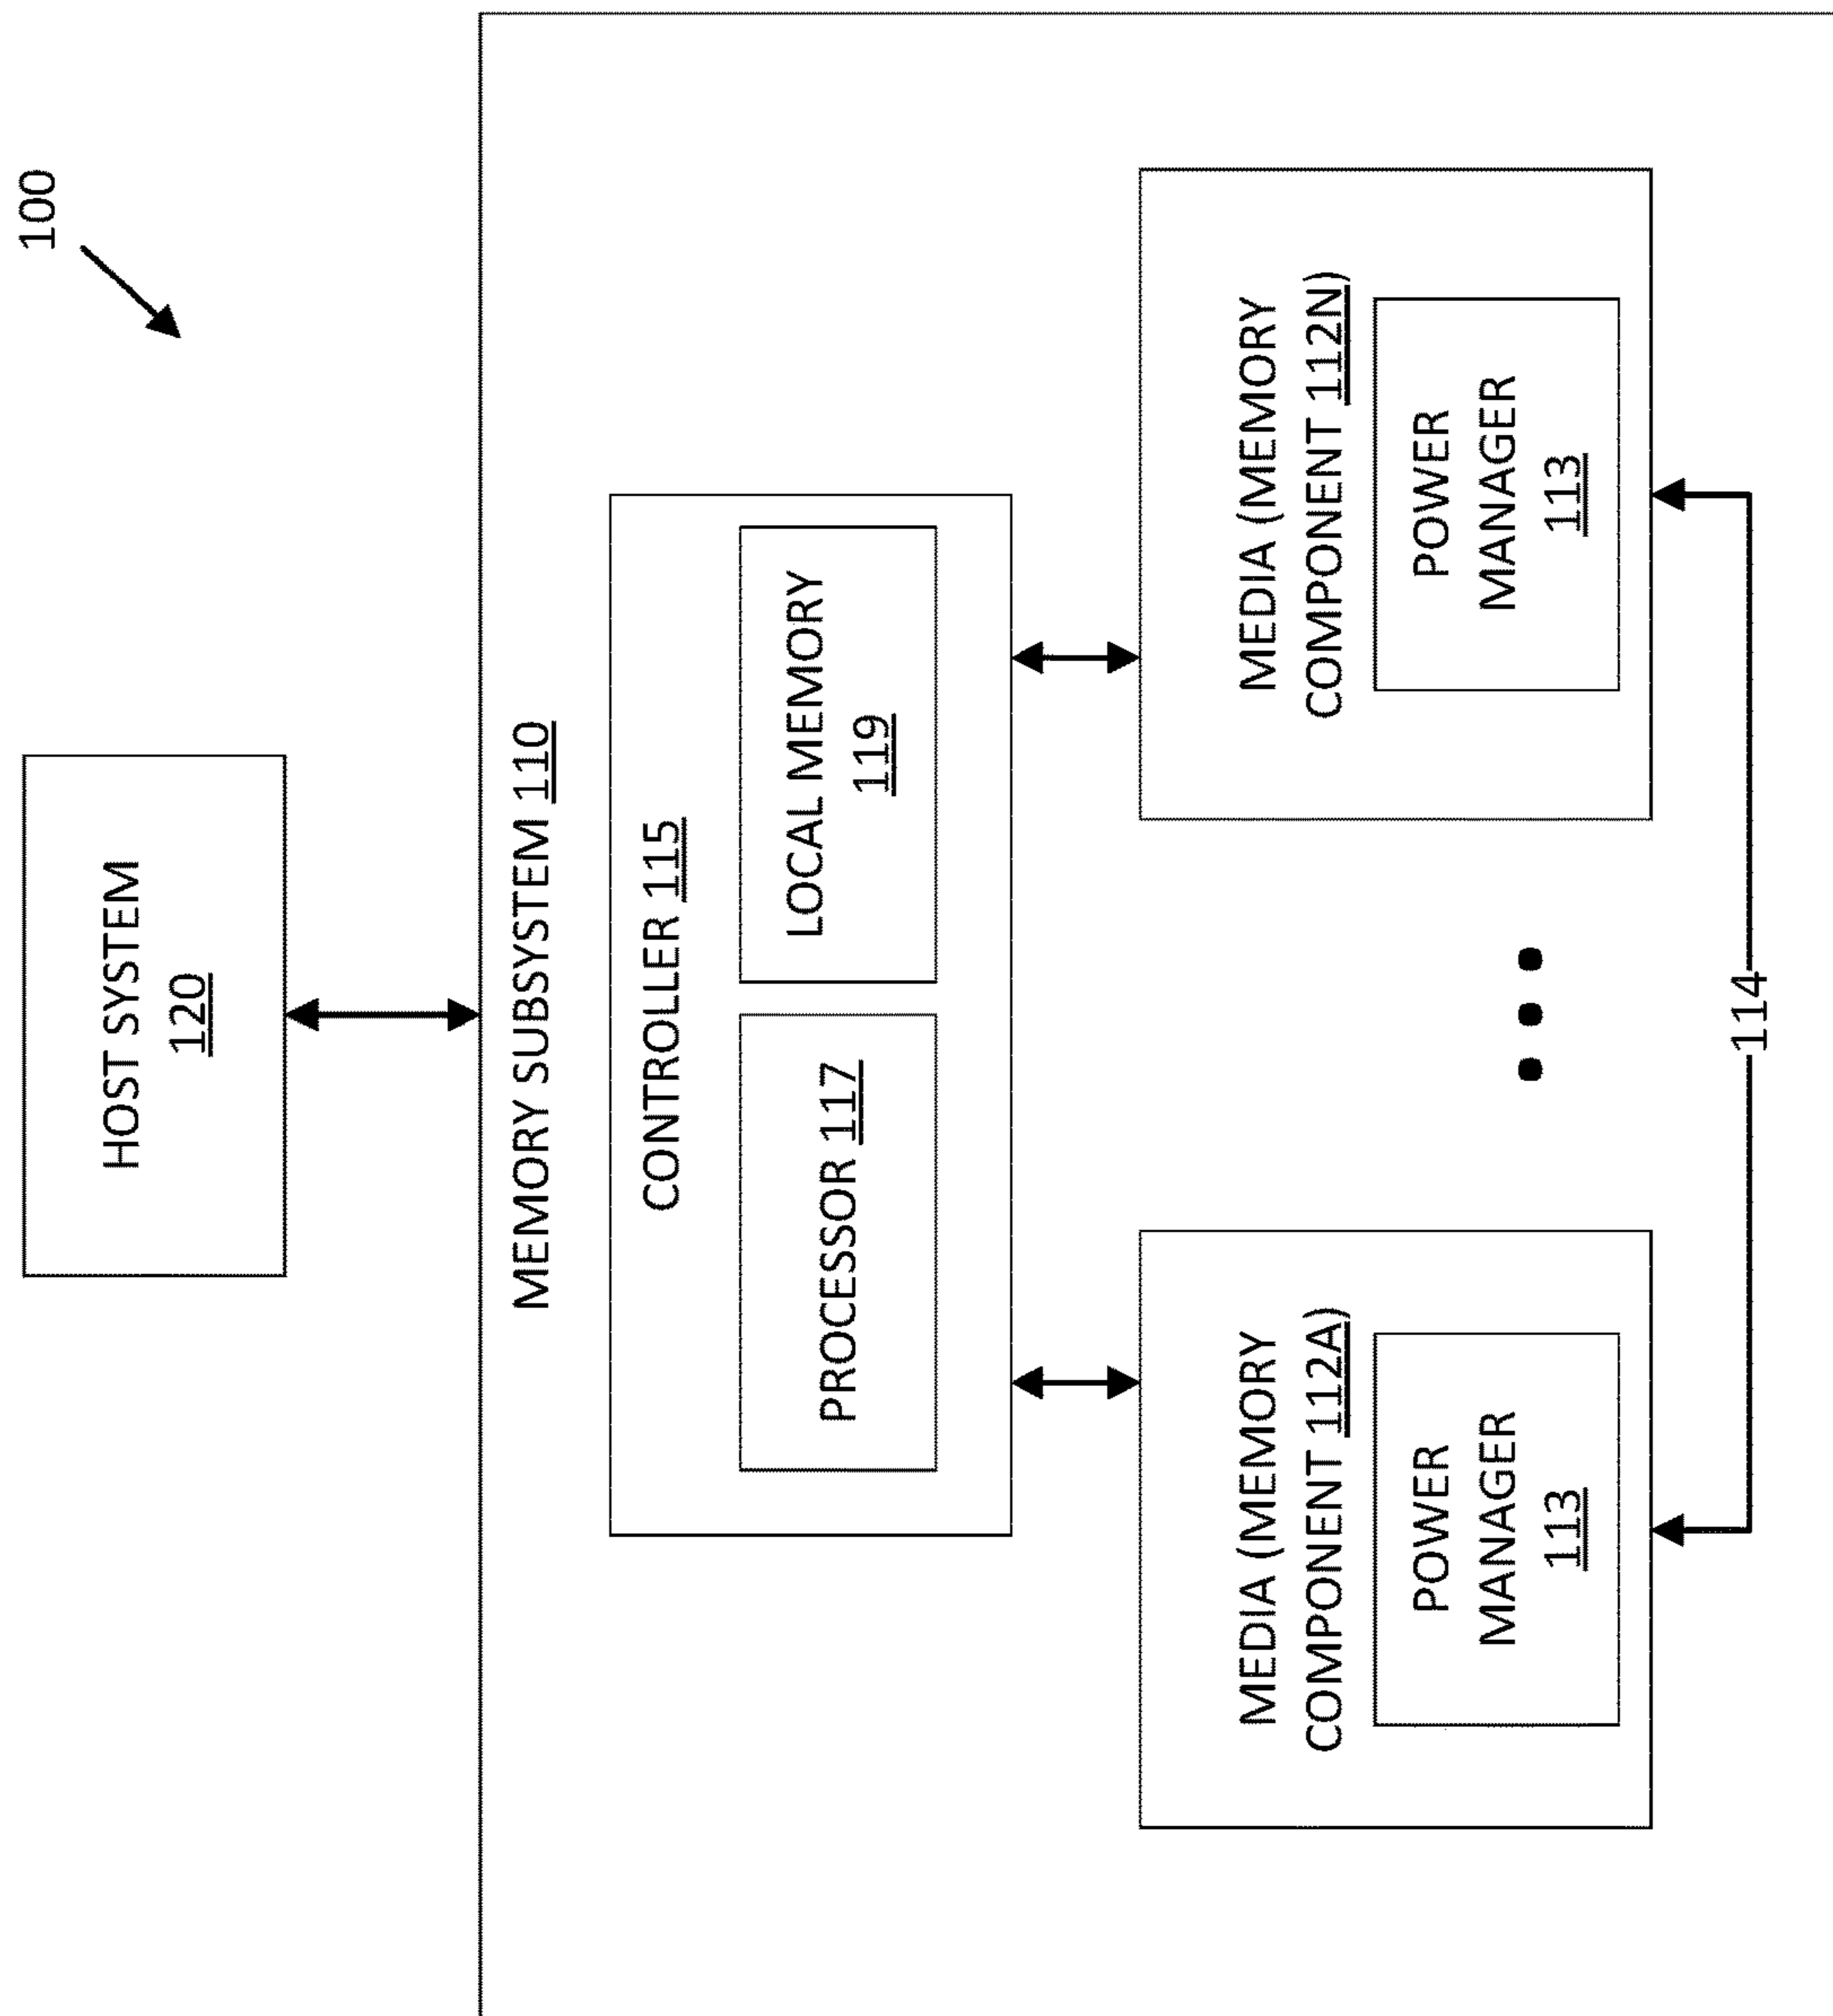 100
HOST SYSTEM
120
MEMORY SUBSYSTEM 110
CONTROLLER 115
PROCESSOR 117
LOCAL MEMORY
119
MEDIA (MEMORY
COMPONENT 112A)
POWER
MANAGER
113
MEDIA (MEMORY
COMPONENT 112N)
POWER
MANAGER
113
114